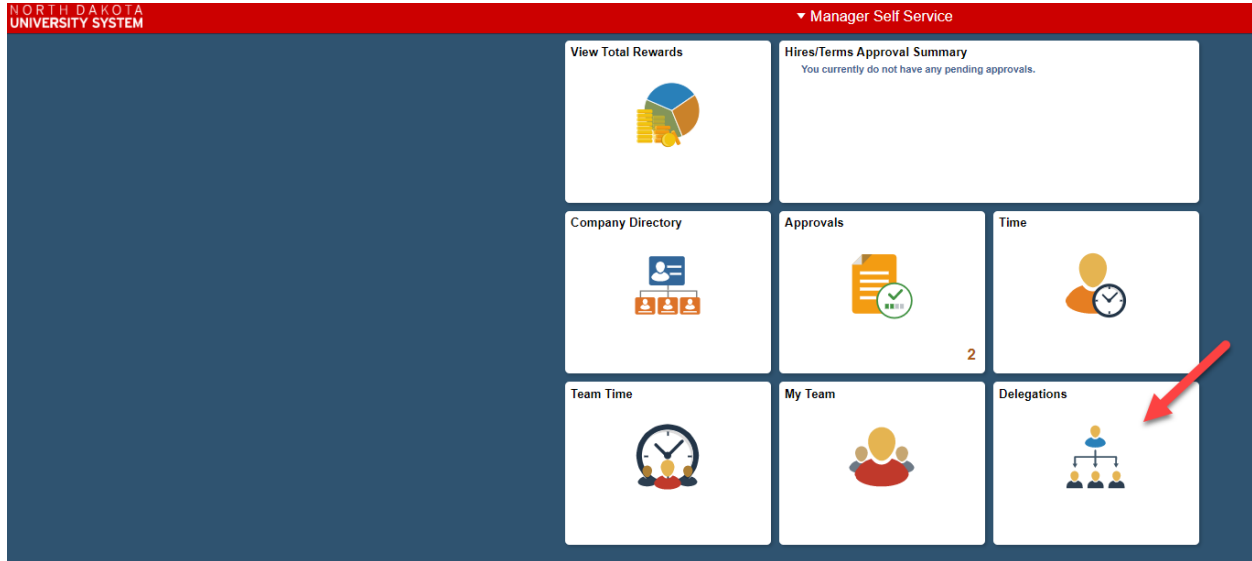 NORTH DAKOTA
UNIVERSITY SYSTEM
Manager Self Service
View Total Rewards
Hires/Terms Approval Summary
You currently do not have any pending approvals.
Company Directory
Approvals
Time
2
Team Time
My Team
Delegations